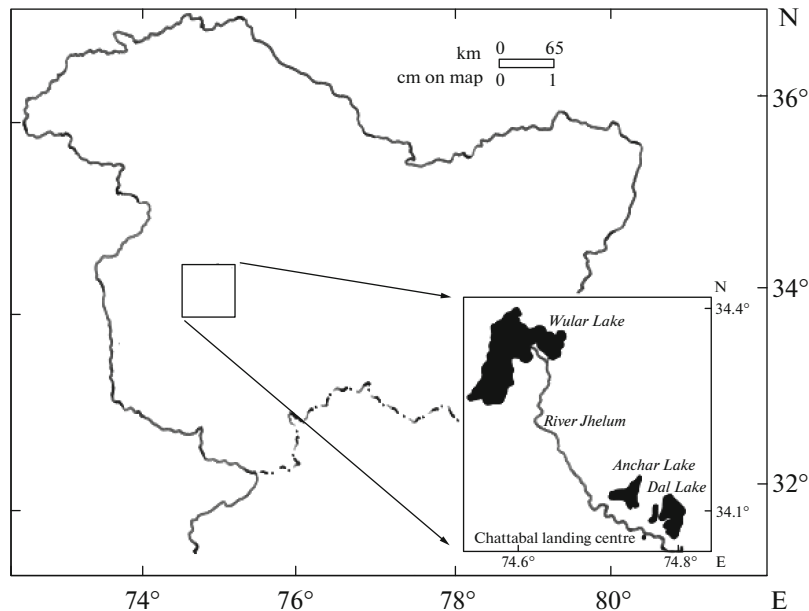 N
km 0 65
cm on map 0 1
36°
34°
N
34.4°
Wular Lake
River Jhelum
Anchar Lake
Dal Lake
32°
34.1°
Chattabal landing centre
74.6° 74.8° E
74° 76° 78° 80° E